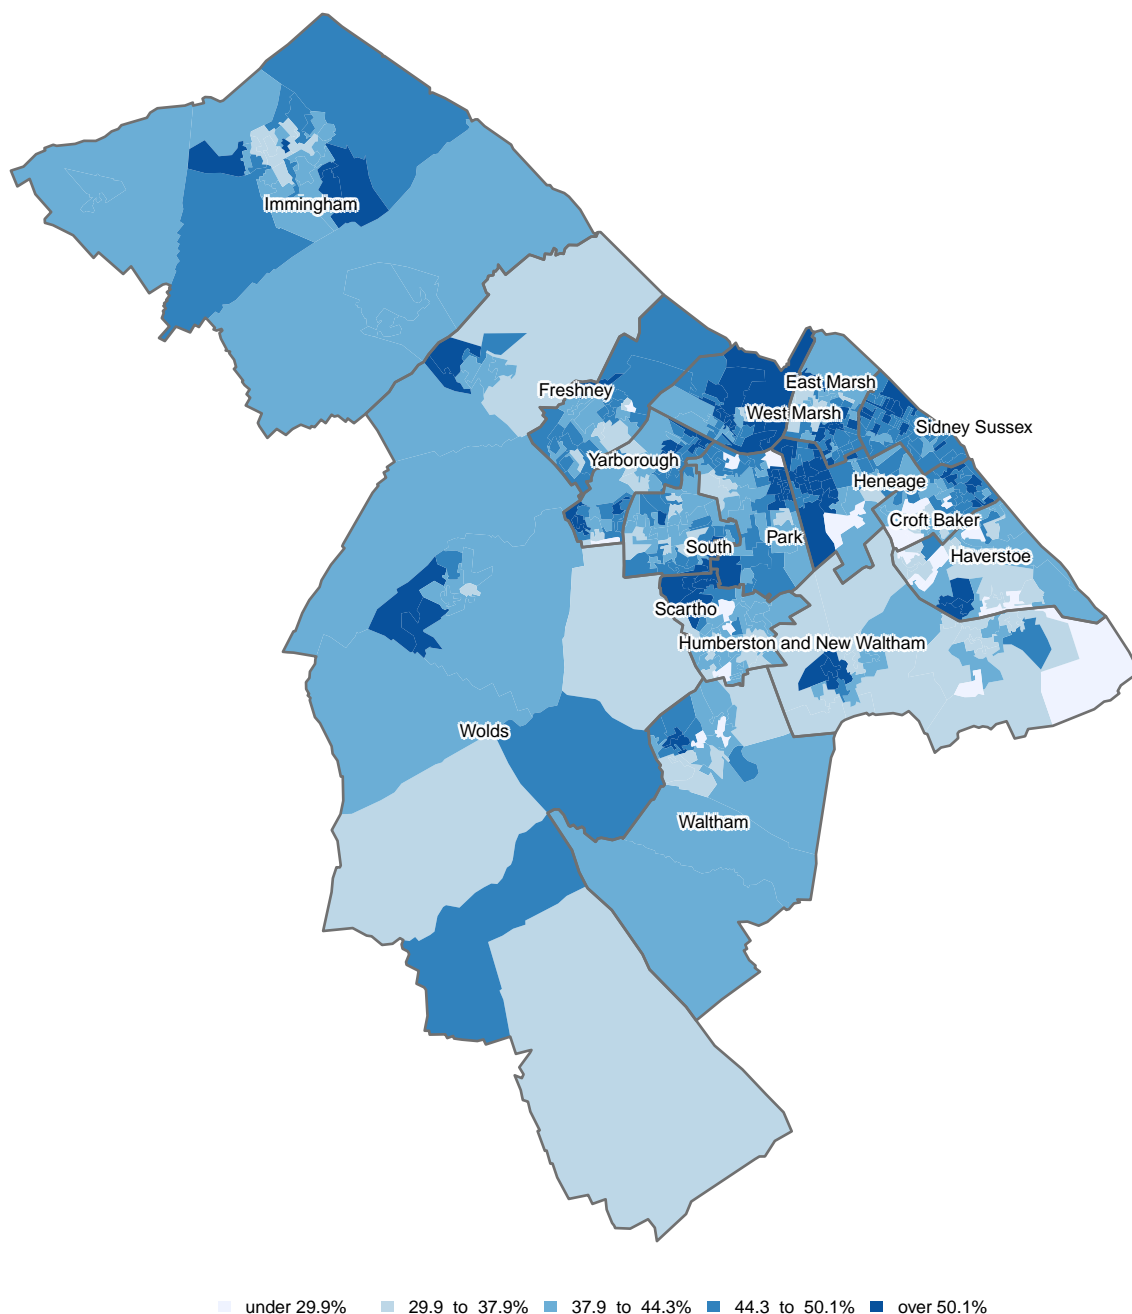 Immingham
Freshney
East Marsh
West Marsh
Sidney Sussex
Yarborough
Heneage
Croft Baker
Park
South
Haverstoe
Scartho
Humberston and New Waltham
Wolds
Waltham
under 29.9% 29.9 to 37.9% 37.9 to 44.3% 44.3 to 50.1% over 50.1%